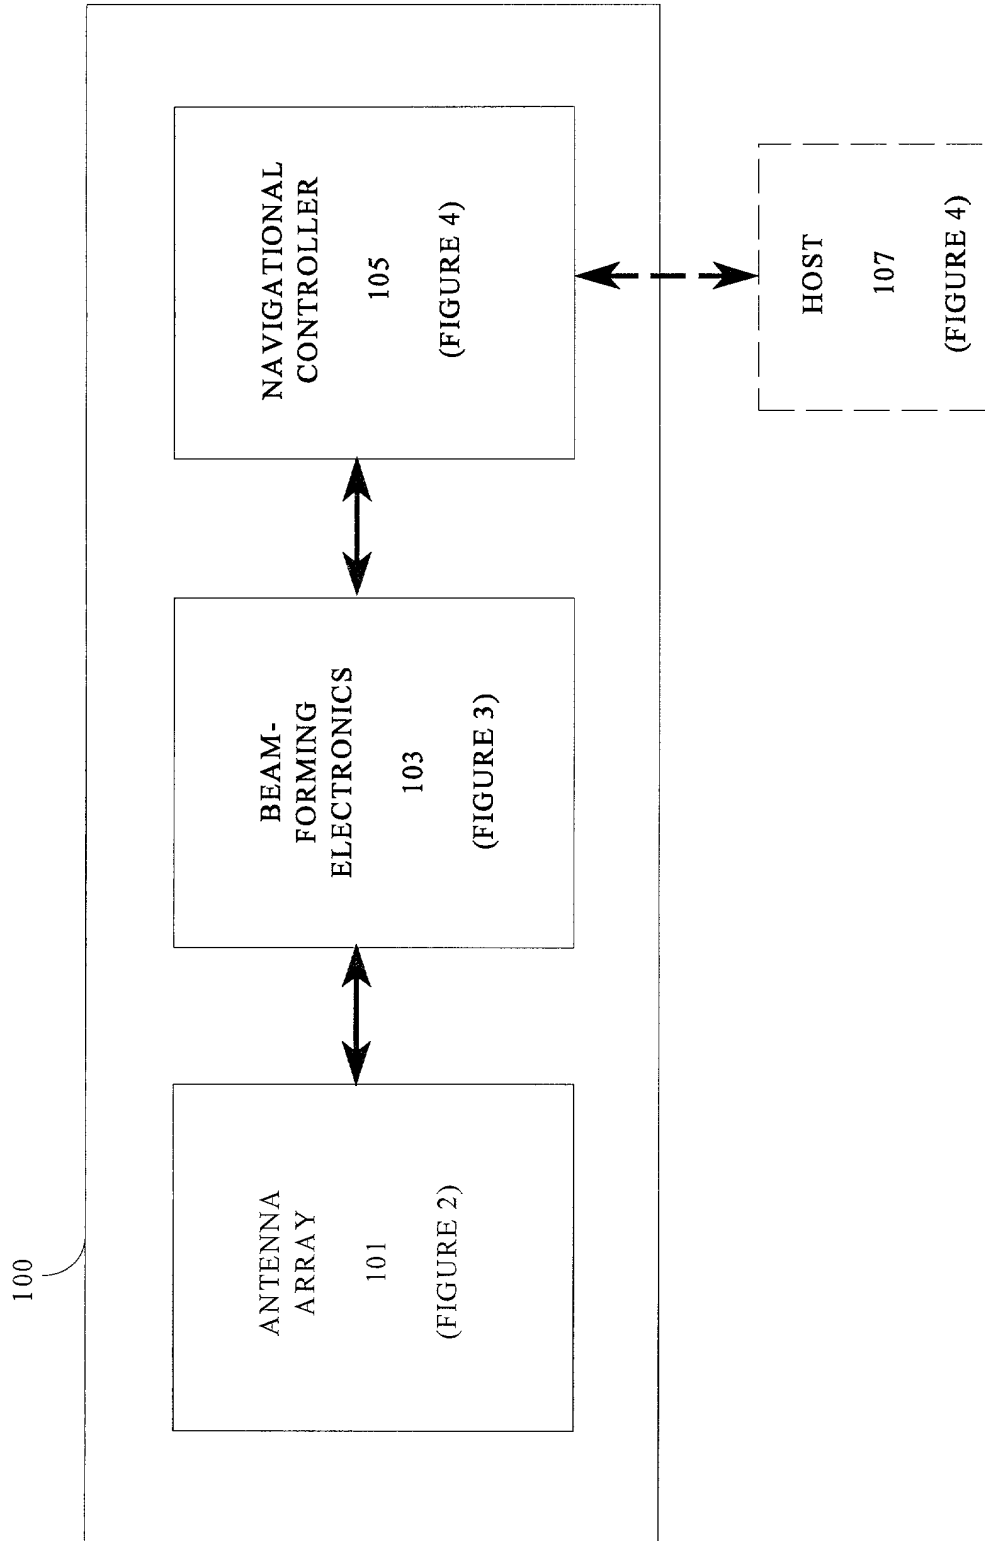 100
ANTENNA
ARRAY
101
(FIGURE 2)
BEAM-
FORMING
ELECTRONICS
103
(FIGURE 3)
NAVIGATIONAL
CONTROLLER
105
(FIGURE 4)
HOST
107
(FIGURE 4)